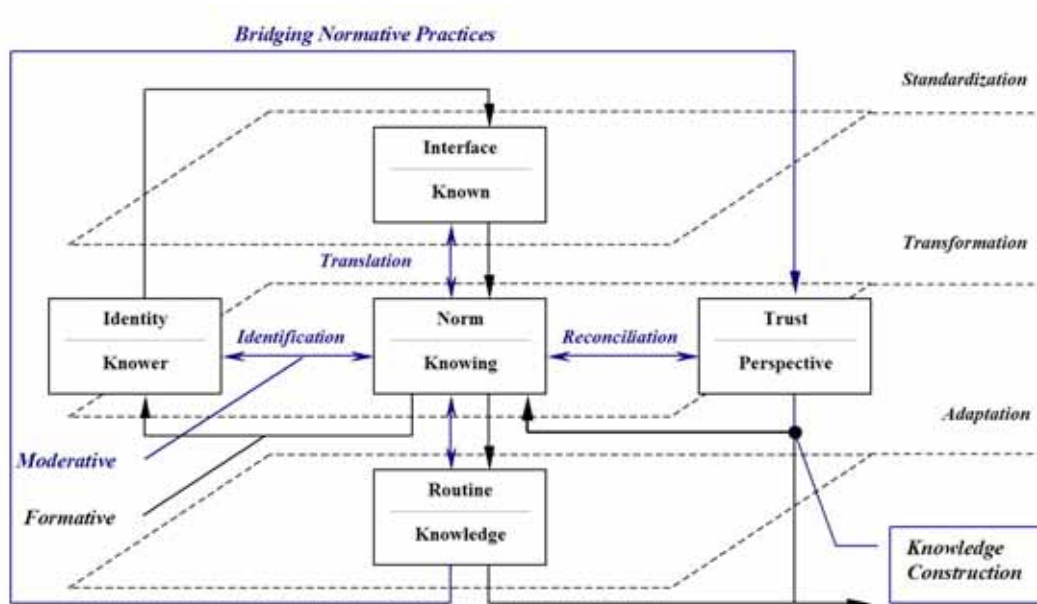 Bridging Normative Practices
Standardization
Interface
Known
Transformation
Translation
Identity
Knower
Identification
Norm
Knowing
Reconciliation
Trust
Perspective
Adaptation
Moderative
Formative
Routine
Knowledge
Knowledge
Construction